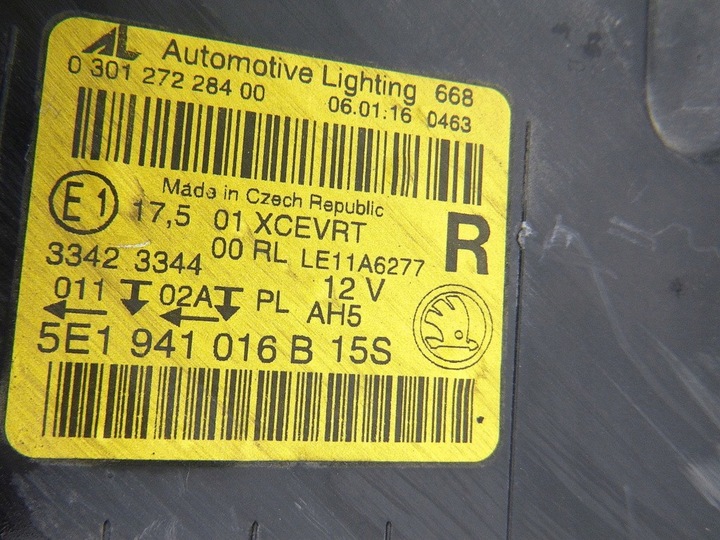 AL Automotive Lighting 668
0 301 272 284 00 06.01.16 0463
Made in Czech Republic
E1 17,5 01 XCEVRT R
3342 3344 00 RL LE11A6277
011 02A PL 12 V
AH5
5E1 941 016 B 15S